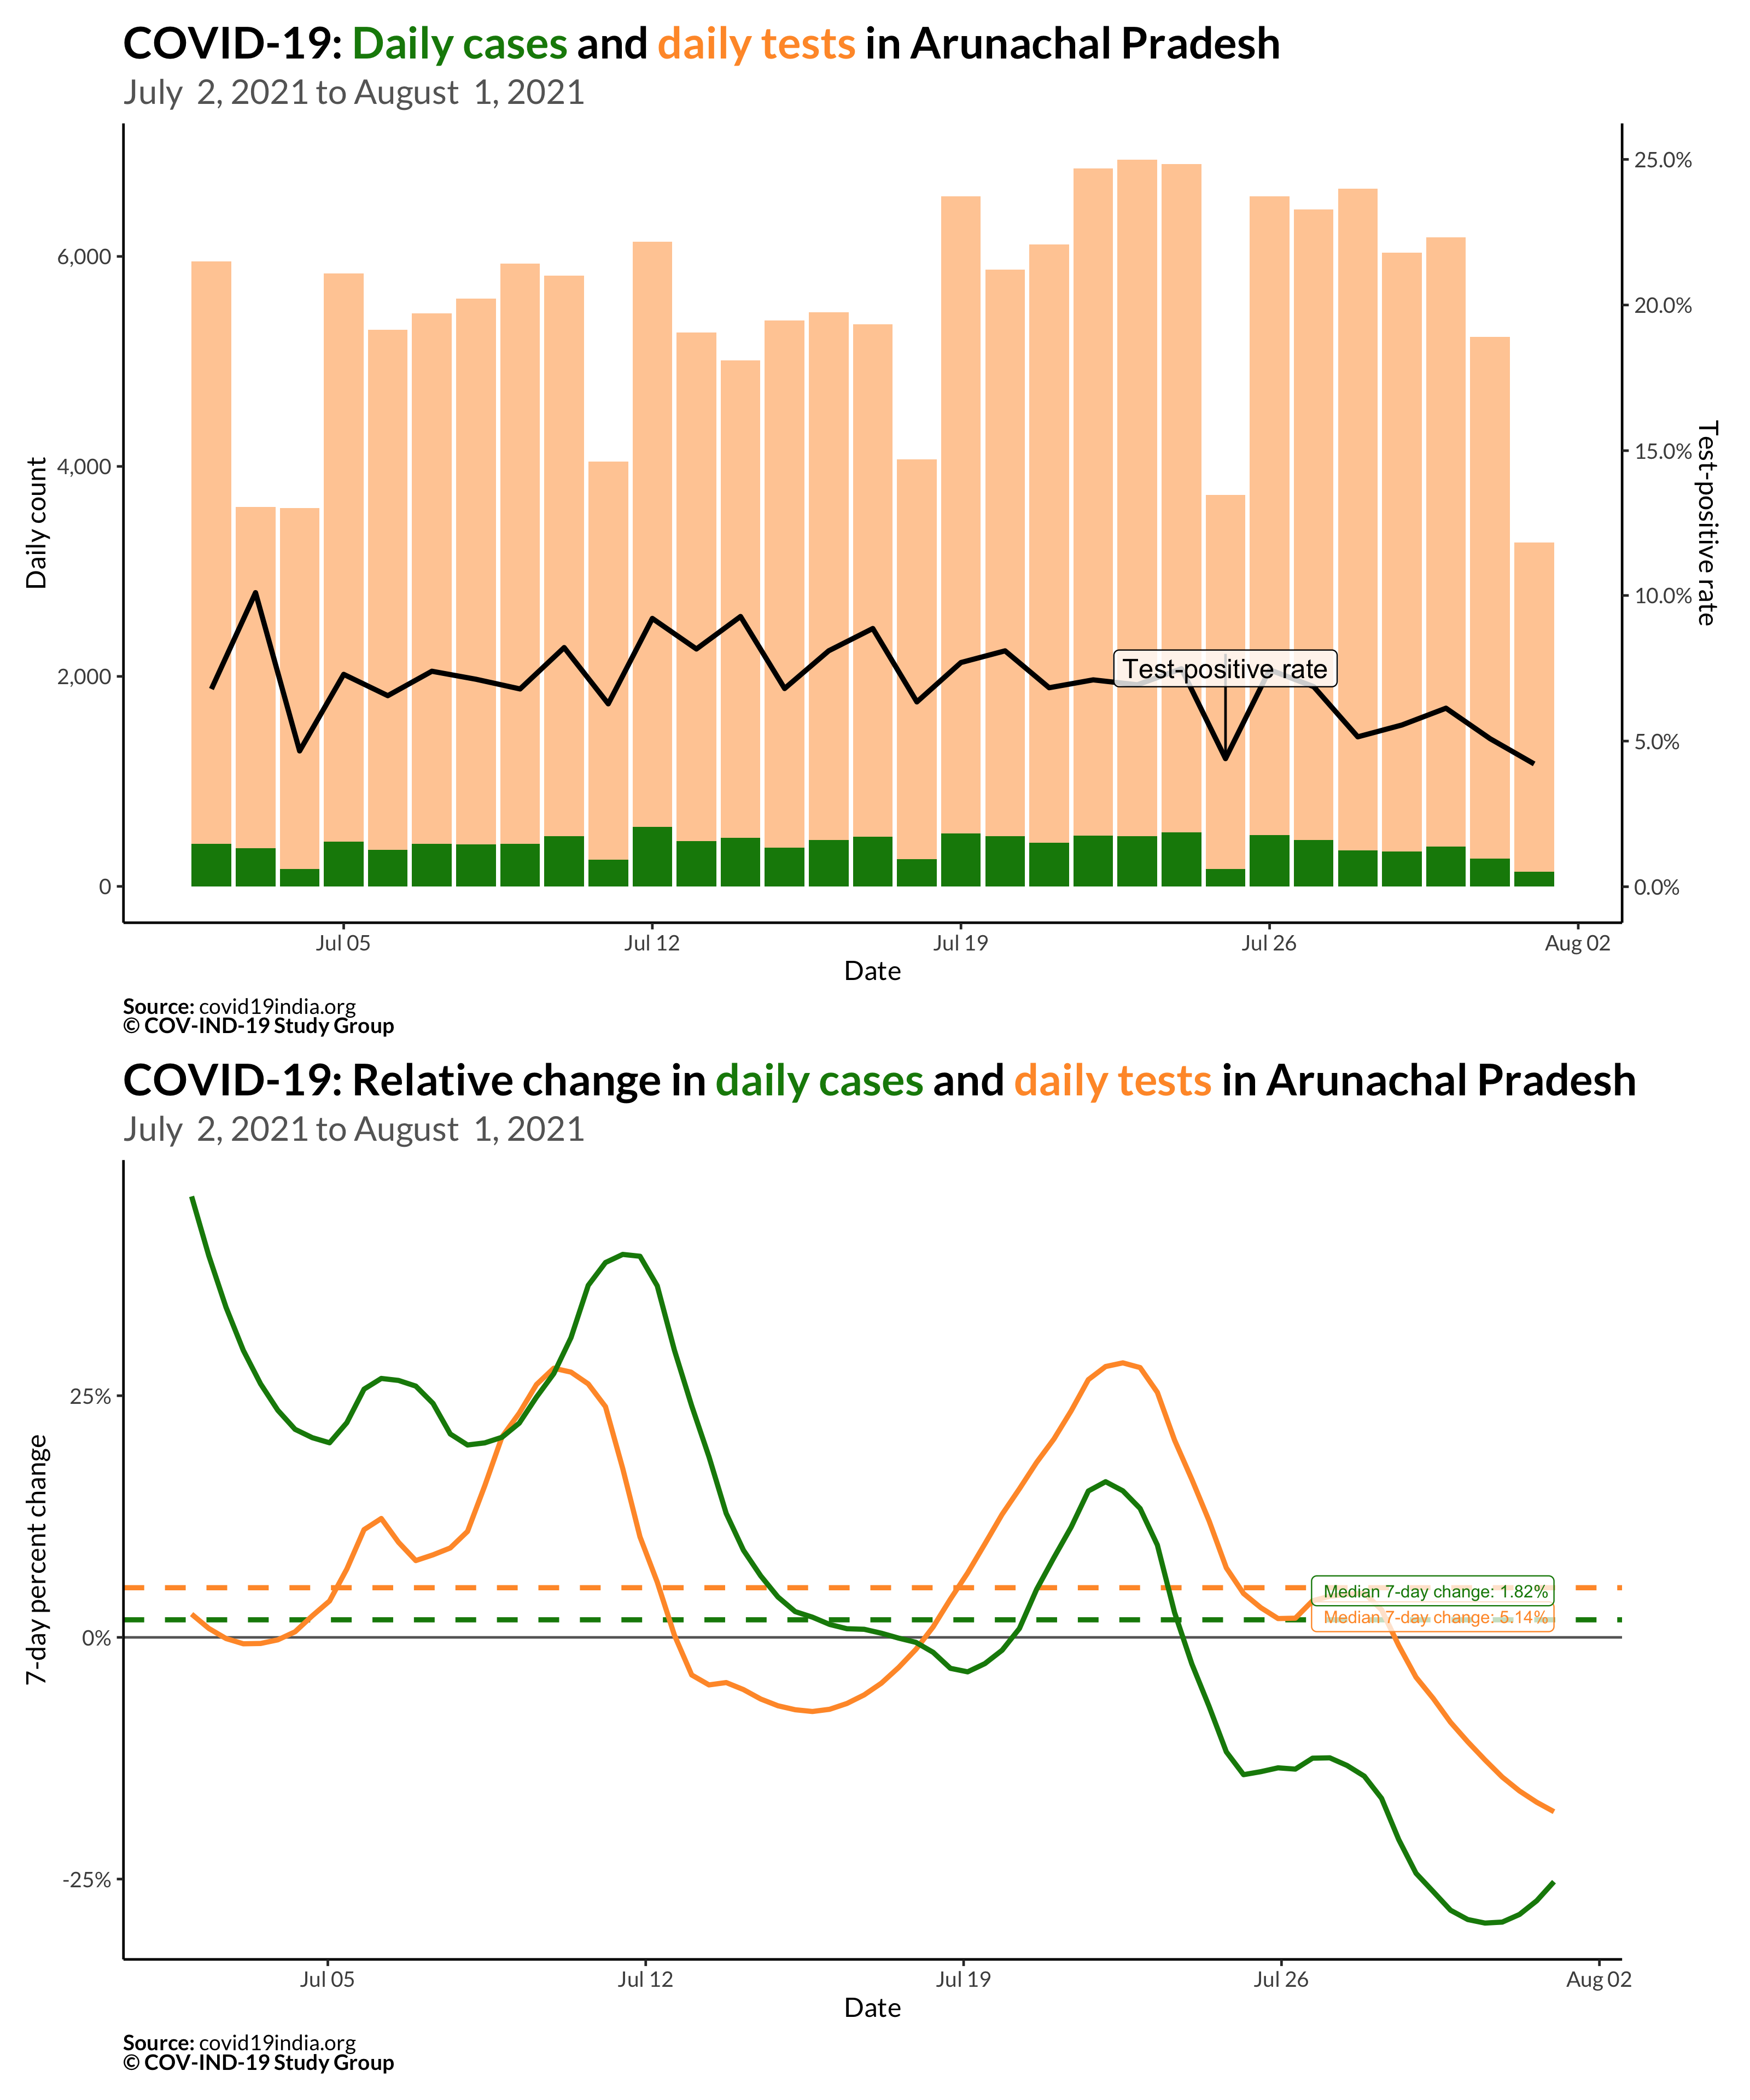 COVID-19: Daily cases and daily tests in Arunachal Pradesh
July 2, 2021 to August 1, 2021
Daily count
6,000
4,000
2,000
0
25.0%
20.0%
15.0%
10.0%
5.0%
0.0%
Test-positive rate
Test-positive rate
Jul 05
Jul 12
Jul 19
Jul 26
Aug 02
Date
Source: covid19india.org
© COV-IND-19 Study Group
COVID-19: Relative change in daily cases and daily tests in Arunachal Pradesh
July 2, 2021 to August 1, 2021
7-day percent change
25%
0%
-25%
Median 7-day change: 1.82%
Median 7-day change: 5.14%
Jul 05
Jul 12
Jul 19
Jul 26
Aug 02
Date
Source: covid19india.org
© COV-IND-19 Study Group